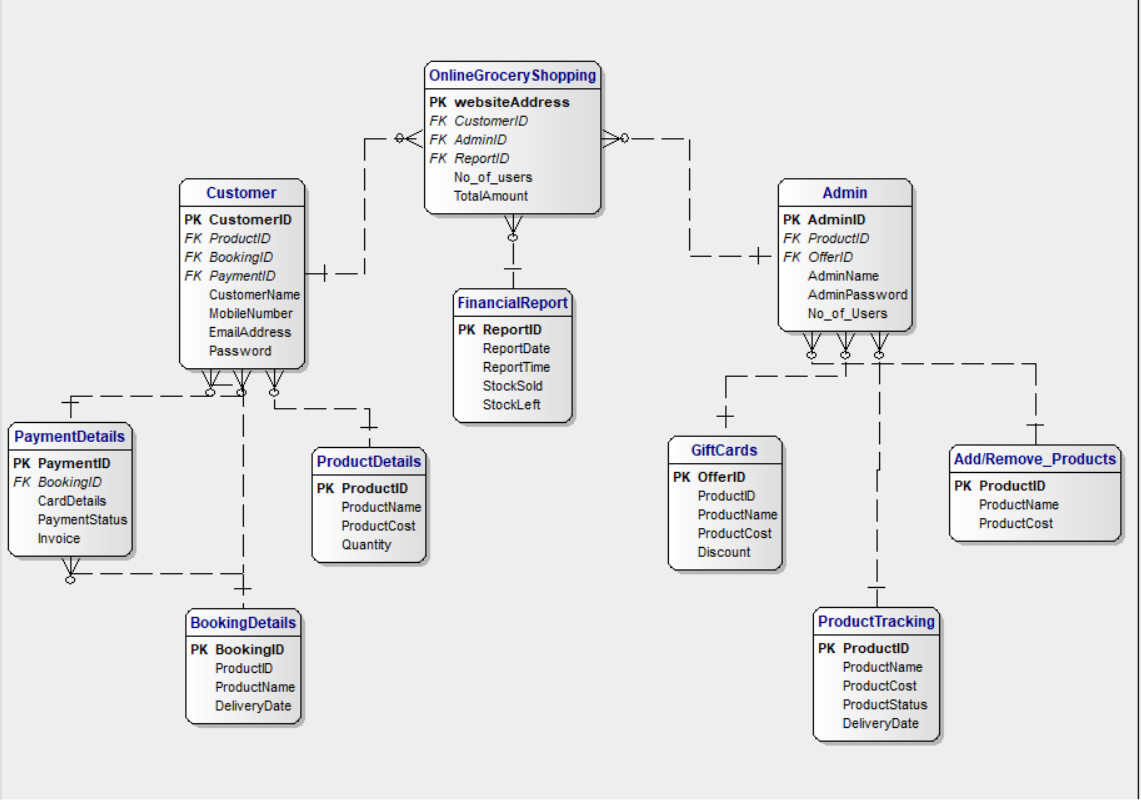 OnlineGroceryShopping
PK websiteAddress
FK CustomerID
FK AdminID
FK ReportID
No_of_users
TotalAmount
Customer
PK CustomerID
FK ProductID
FK BookingID
FK PaymentID
CustomerName
MobileNumber
EmailAddress
Password
Admin
PK AdminID
FK ProductID
FK OfferID
AdminName
AdminPassword
No_of_Users
FinancialReport
PK ReportID
ReportDate
ReportTime
StockSold
StockLeft
PaymentDetails
PK PaymentID
FK BookingID
CardDetails
PaymentStatus
Invoice
ProductDetails
PK ProductID
ProductName
ProductCost
Quantity
GiftCards
PK OfferID
ProductID
ProductName
ProductCost
Discount
Add/Remove_Products
PK ProductID
ProductName
ProductCost
BookingDetails
PK BookingID
ProductID
ProductName
DeliveryDate
ProductTracking
PK ProductID
ProductName
ProductCost
ProductStatus
DeliveryDate